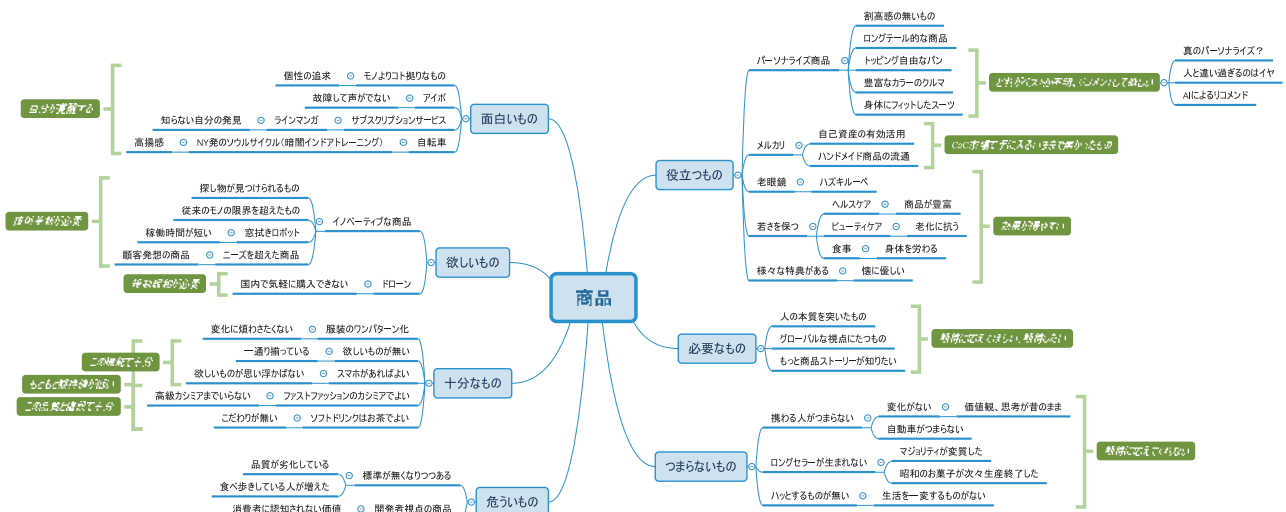 商品
面白いもの
モノよりコト拠りなもの
個性の追求
アイボ
故障して声がでない
サブスクリプションサービス
ラインマンガ
知らない自分の発見
自転車
NY発のソウルサイクル(暗闇インドアトレーニング)
高揚感
欲しいもの
イノベーティブな商品
探し物が見つけられるもの
従来のモノの限界を超えたもの
窓拭きロボット
稼働時間が短い
ニーズを超えた商品
顧客発想の商品
ドローン
国内で気軽に購入できない
十分なもの
服装のワンパターン化
変化に煩わさたくない
欲しいものが無い
一通り揃っている
スマホがあればよい
欲しいものが思い浮かばない
ファストファッションのカシミアでよい
高級カシミアまでいらない
ソフトドリンクはお茶でよい
こだわりが無い
危ういもの
標準が無くなりつつある
品質が劣化している
食べ歩きしている人が増えた
開発者視点の商品
消費者に認知されない価値
役立つもの
パーソナライズ商品
割高感の無いもの
ロングテール的な商品
トッピング自由なパン
豊富なカラーのクルマ
身体にフィットしたスーツ
真のパーソナライズ?
人と違い過ぎるのはイヤ
AIによるリコメンド
メルカリ
自己資産の有効活用
ハンドメイド商品の流通
老眼鏡
ハズキルーペ
若さを保つ
ヘルスケア
商品が豊富
ビューティケア
老化に抗う
食事
身体を労わる
様々な特典がある
懐に優しい
必要なもの
人の本質を突いたもの
グローバルな視点にたつもの
もっと商品ストーリーが知りたい
つまらないもの
携わる人がつまらない
変化がない
価値観、思考が昔のまま
自動車がつまらない
ロングセラーが生まれない
マジョリティが変質した
昭和のお菓子が次々生産終了した
ハッとするものが無い
生活を一変するものがない